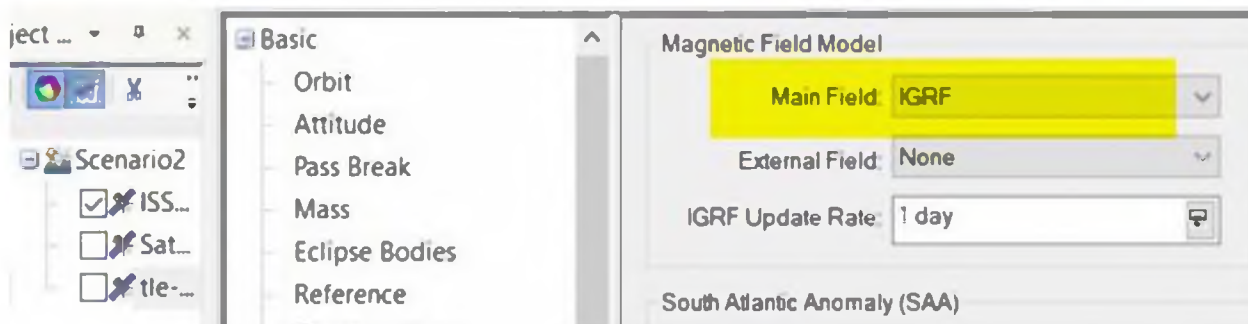 ject ...
Scenario2
ISS...
Sat...
tle-...
Basic
Orbit
Attitude
Pass Break
Mass
Eclipse Bodies
Reference
Magnetic Field Model
Main Field: IGRF
External Field: None
IGRF Update Rate: 1 day
South Atlantic Anomaly (SAA)